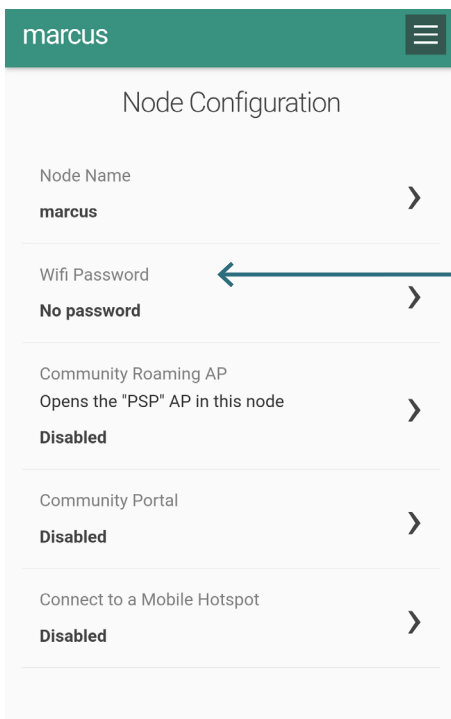 marcus
Node Configuration
Node Name
marcus
Wifi Password
No password
Community Roaming AP
Opens the "PSP" AP in this node
Disabled
Community Portal
Disabled
Connect to a Mobile Hotspot
Disabled